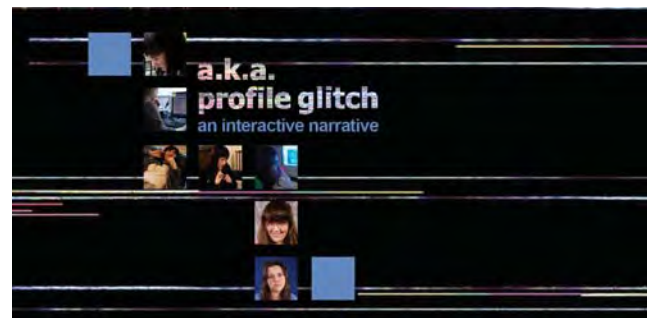 a.k.a.
profile glitch
an interactive narrative